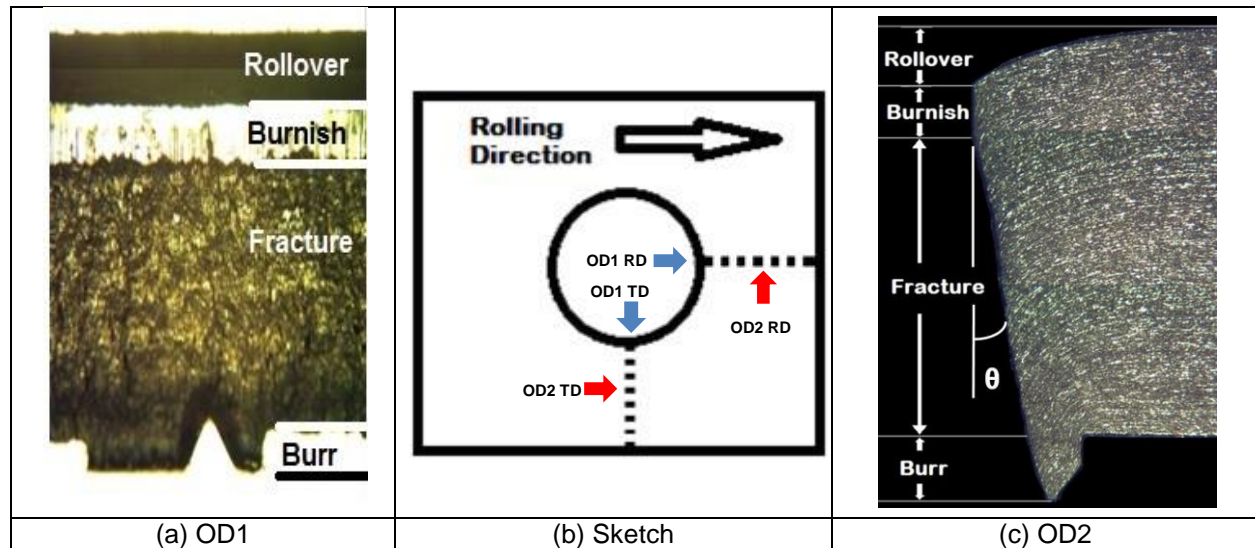 Rollover
Burnish
Fracture
Burr
(a) OD1
Rolling
Direction
OD1 RD
OD1 TD
OD2 RD
OD2 TD
(b) Sketch
Rollover
Burnish
Fracture
θ
Burr
(c) OD2